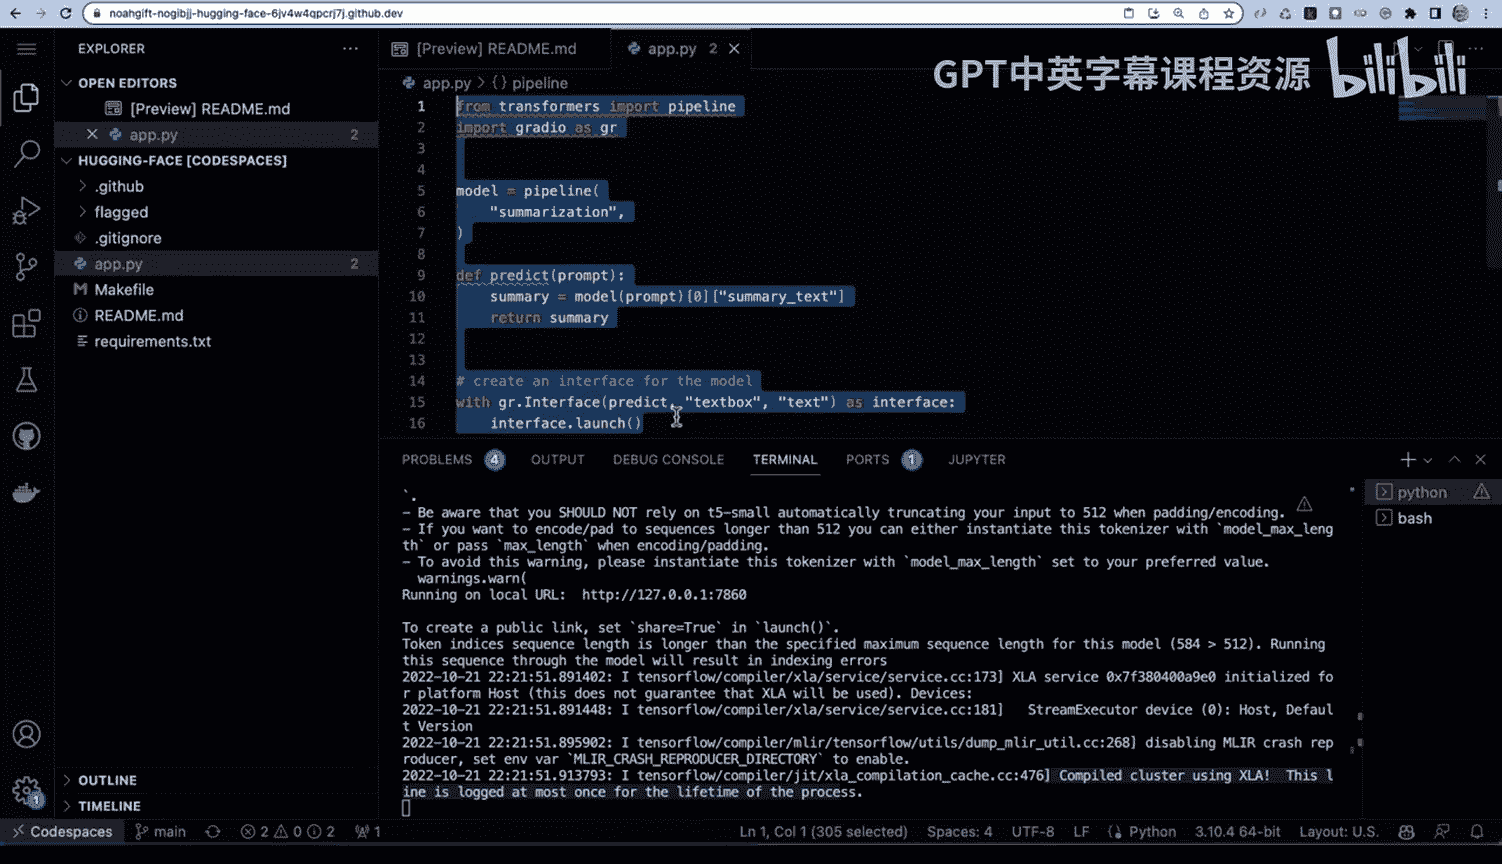 noahgift-nogibjj-hugging-face-6jv4w4qpcrj7j.github.dev
EXPLORER
[Preview] README.md
app.py 2
GPT中英字幕课程资源 bilibili
OPEN EDITORS
[Preview] README.md
app.py 2
HUGGING-FACE [CODESPACES]
.github
flagged
.gitignore
app.py 2
Makefile
README.md
requirements.txt
OUTLINE
TIMELINE
app.py > {} pipeline
1 from transformers import pipeline
2 import gradio as gr
3
4
5 model = pipeline(
6 "summarization",
7 )
8
9 def predict(prompt):
10 summary = model(prompt)[0]["summary_text"]
11 return summary
12
13
14 # create an interface for the model
15 with gr.Interface(predict, "textbox", "text") as interface:
16 interface.launch()
PROBLEMS 4 OUTPUT DEBUG CONSOLE TERMINAL PORTS 1 JUPYTER
python
bash
`.
- Be aware that you SHOULD NOT rely on t5-small automatically truncating your input to 512 when padding/encoding.
- If you want to encode/pad to sequences longer than 512 you can either instantiate this tokenizer with `model_max_leng
th` or pass `max_length` when encoding/padding.
- To avoid this warning, please instantiate this tokenizer with `model_max_length` set to your preferred value.
warnings.warn(
Running on local URL: http://127.0.0.1:7860
To create a public link, set `share=True` in `launch()`.
Token indices sequence length is longer than the specified maximum sequence length for this model (584 > 512). Running
this sequence through the model will result in indexing errors
2022-10-21 22:21:51.891402: I tensorflow/compiler/xla/service/service.cc:173] XLA service 0x7f380400a9e0 initialized fo
r platform Host (this does not guarantee that XLA will be used). Devices:
2022-10-21 22:21:51.891448: I tensorflow/compiler/xla/service/service.cc:181] StreamExecutor device (0): Host, Defaul
t Version
2022-10-21 22:21:51.895902: I tensorflow/compiler/mlir/tensorflow/utils/dump_mlir_util.cc:268] disabling MLIR crash rep
roducer, set env var `MLIR_CRASH_REPRODUCER_DIRECTORY` to enable.
2022-10-21 22:21:51.913793: I tensorflow/compiler/jit/xla_compilation_cache.cc:476] Compiled cluster using XLA! This l
ine is logged at most once for the lifetime of the process.
1
Codespaces main 2 0 2 1 Ln 1, Col 1 (305 selected) Spaces: 4 UTF-8 LF Python 3.10.4 64-bit Layout: U.S.